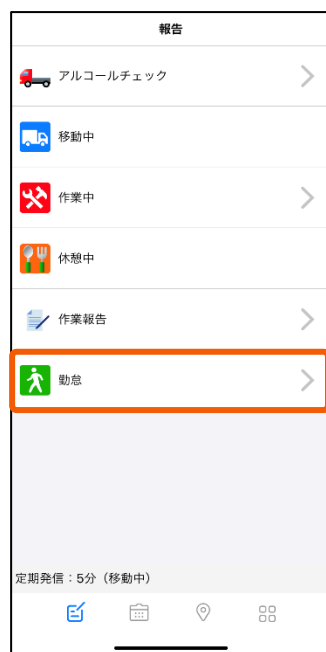 報告
アルコールチェック
移動中
作業中
休憩中
作業報告
勤怠
定期発信：5分（移動中）